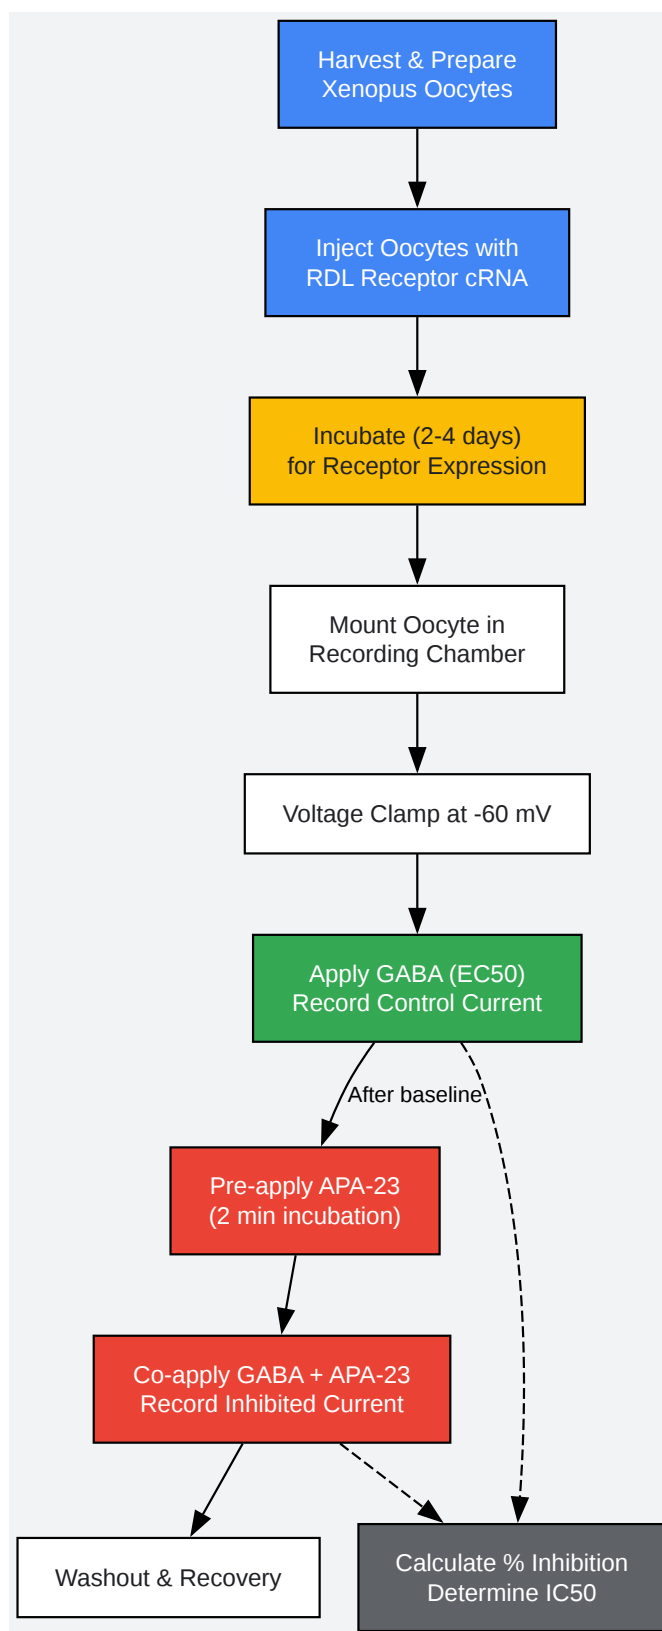 Harvest & Prepare
Xenopus Oocytes
Inject Oocytes with
RDL Receptor cRNA
Incubate (2-4 days)
for Receptor Expression
Mount Oocyte in
Recording Chamber
Voltage Clamp at -60 mV
Apply GABA (EC50)
Record Control Current
After baseline
Pre-apply APA-23
(2 min incubation)
Co-apply GABA + APA-23
Record Inhibited Current
Washout & Recovery
Calculate % Inhibition
Determine IC50